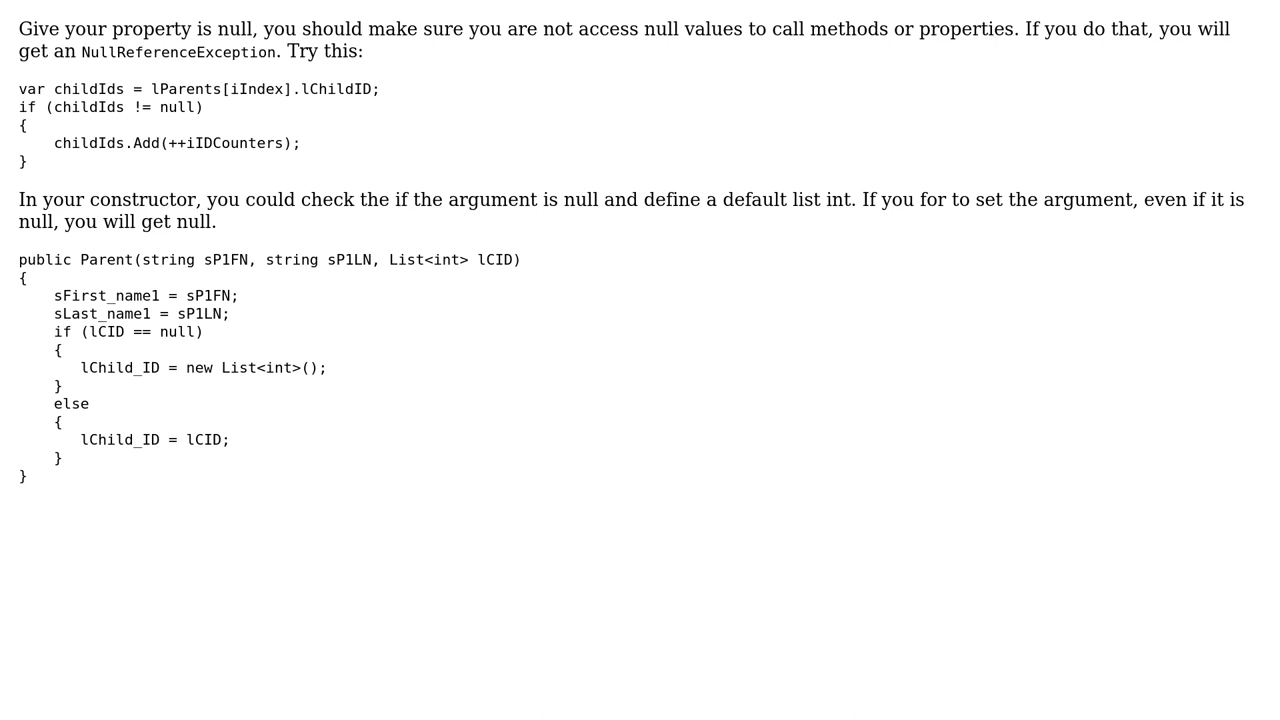 Give your property is null, you should make sure you are not access null values to call methods or properties. If you do that, you will
get an NullReferenceException. Try this:
var childIds = lParents[iIndex].lChildID;
if (childIds != null)
{
    childIds.Add(++iIDCounters);
}
In your constructor, you could check the if the argument is null and define a default list int. If you for to set the argument, even if it is
null, you will get null.
public Parent(string sP1FN, string sP1LN, List<int> lCID)
{
    sFirst_name1 = sP1FN;
    sLast_name1 = sP1LN;
    if (lCID == null)
    {
       lChild_ID = new List<int>();
    }
    else
    {
       lChild_ID = lCID;
    }
}